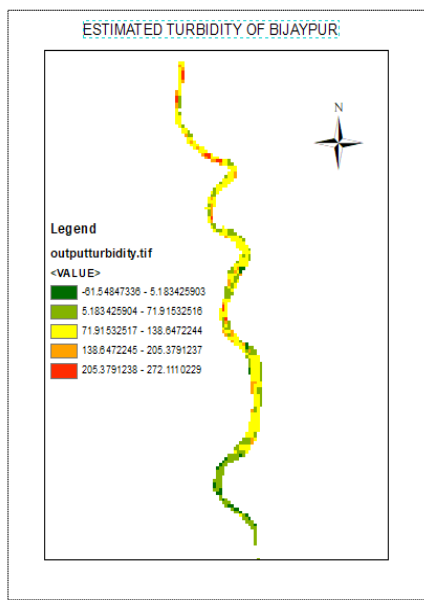 ESTIMATED TURBIDITY OF BIJAYPUR
N
Legend
outputturbidity.tif
<VALUE>
-61.54847336 - 5.183425903
5.183425904 - 71.91532516
71.91532517 - 138.6472244
138.6472245 - 205.3791237
205.3791238 - 272.1110229